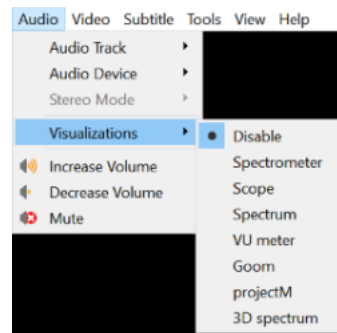 Audio Video Subtitle Tools View Help
Audio Track
Audio Device
Stereo Mode
Visualizations
Increase Volume
Decrease Volume
Mute
Disable
Spectrometer
Scope
Spectrum
VU meter
Goom
projectM
3D spectrum